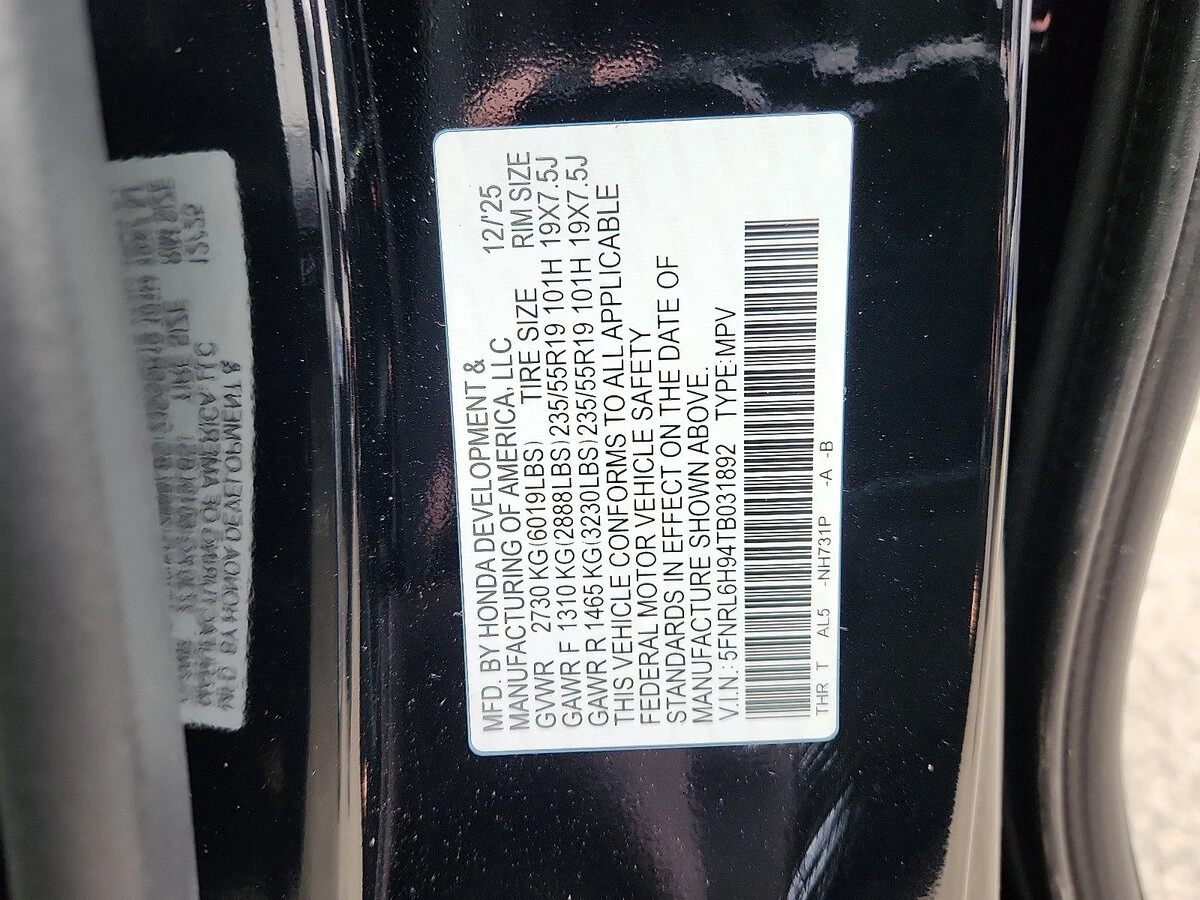 MFD. BY HONDA DEVELOPMENT &
MANUFACTURING OF AMERICA, LLC 12/'25
GVWR 2730 KG(6019LBS) TIRE SIZE RIM SIZE
GAWR F 1310 KG(2888LBS)235/55R19 101H 19X7.5J
GAWR R 1465 KG(3230LBS)235/55R19 101H 19X7.5J
THIS VEHICLE CONFORMS TO ALL APPLICABLE
FEDERAL MOTOR VEHICLE SAFETY
STANDARDS IN EFFECT ON THE DATE OF
MANUFACTURE SHOWN ABOVE.
V.I.N.: 5FNRL6H94TB031892 TYPE:MPV
THR T AL5 -NH731P -A -B